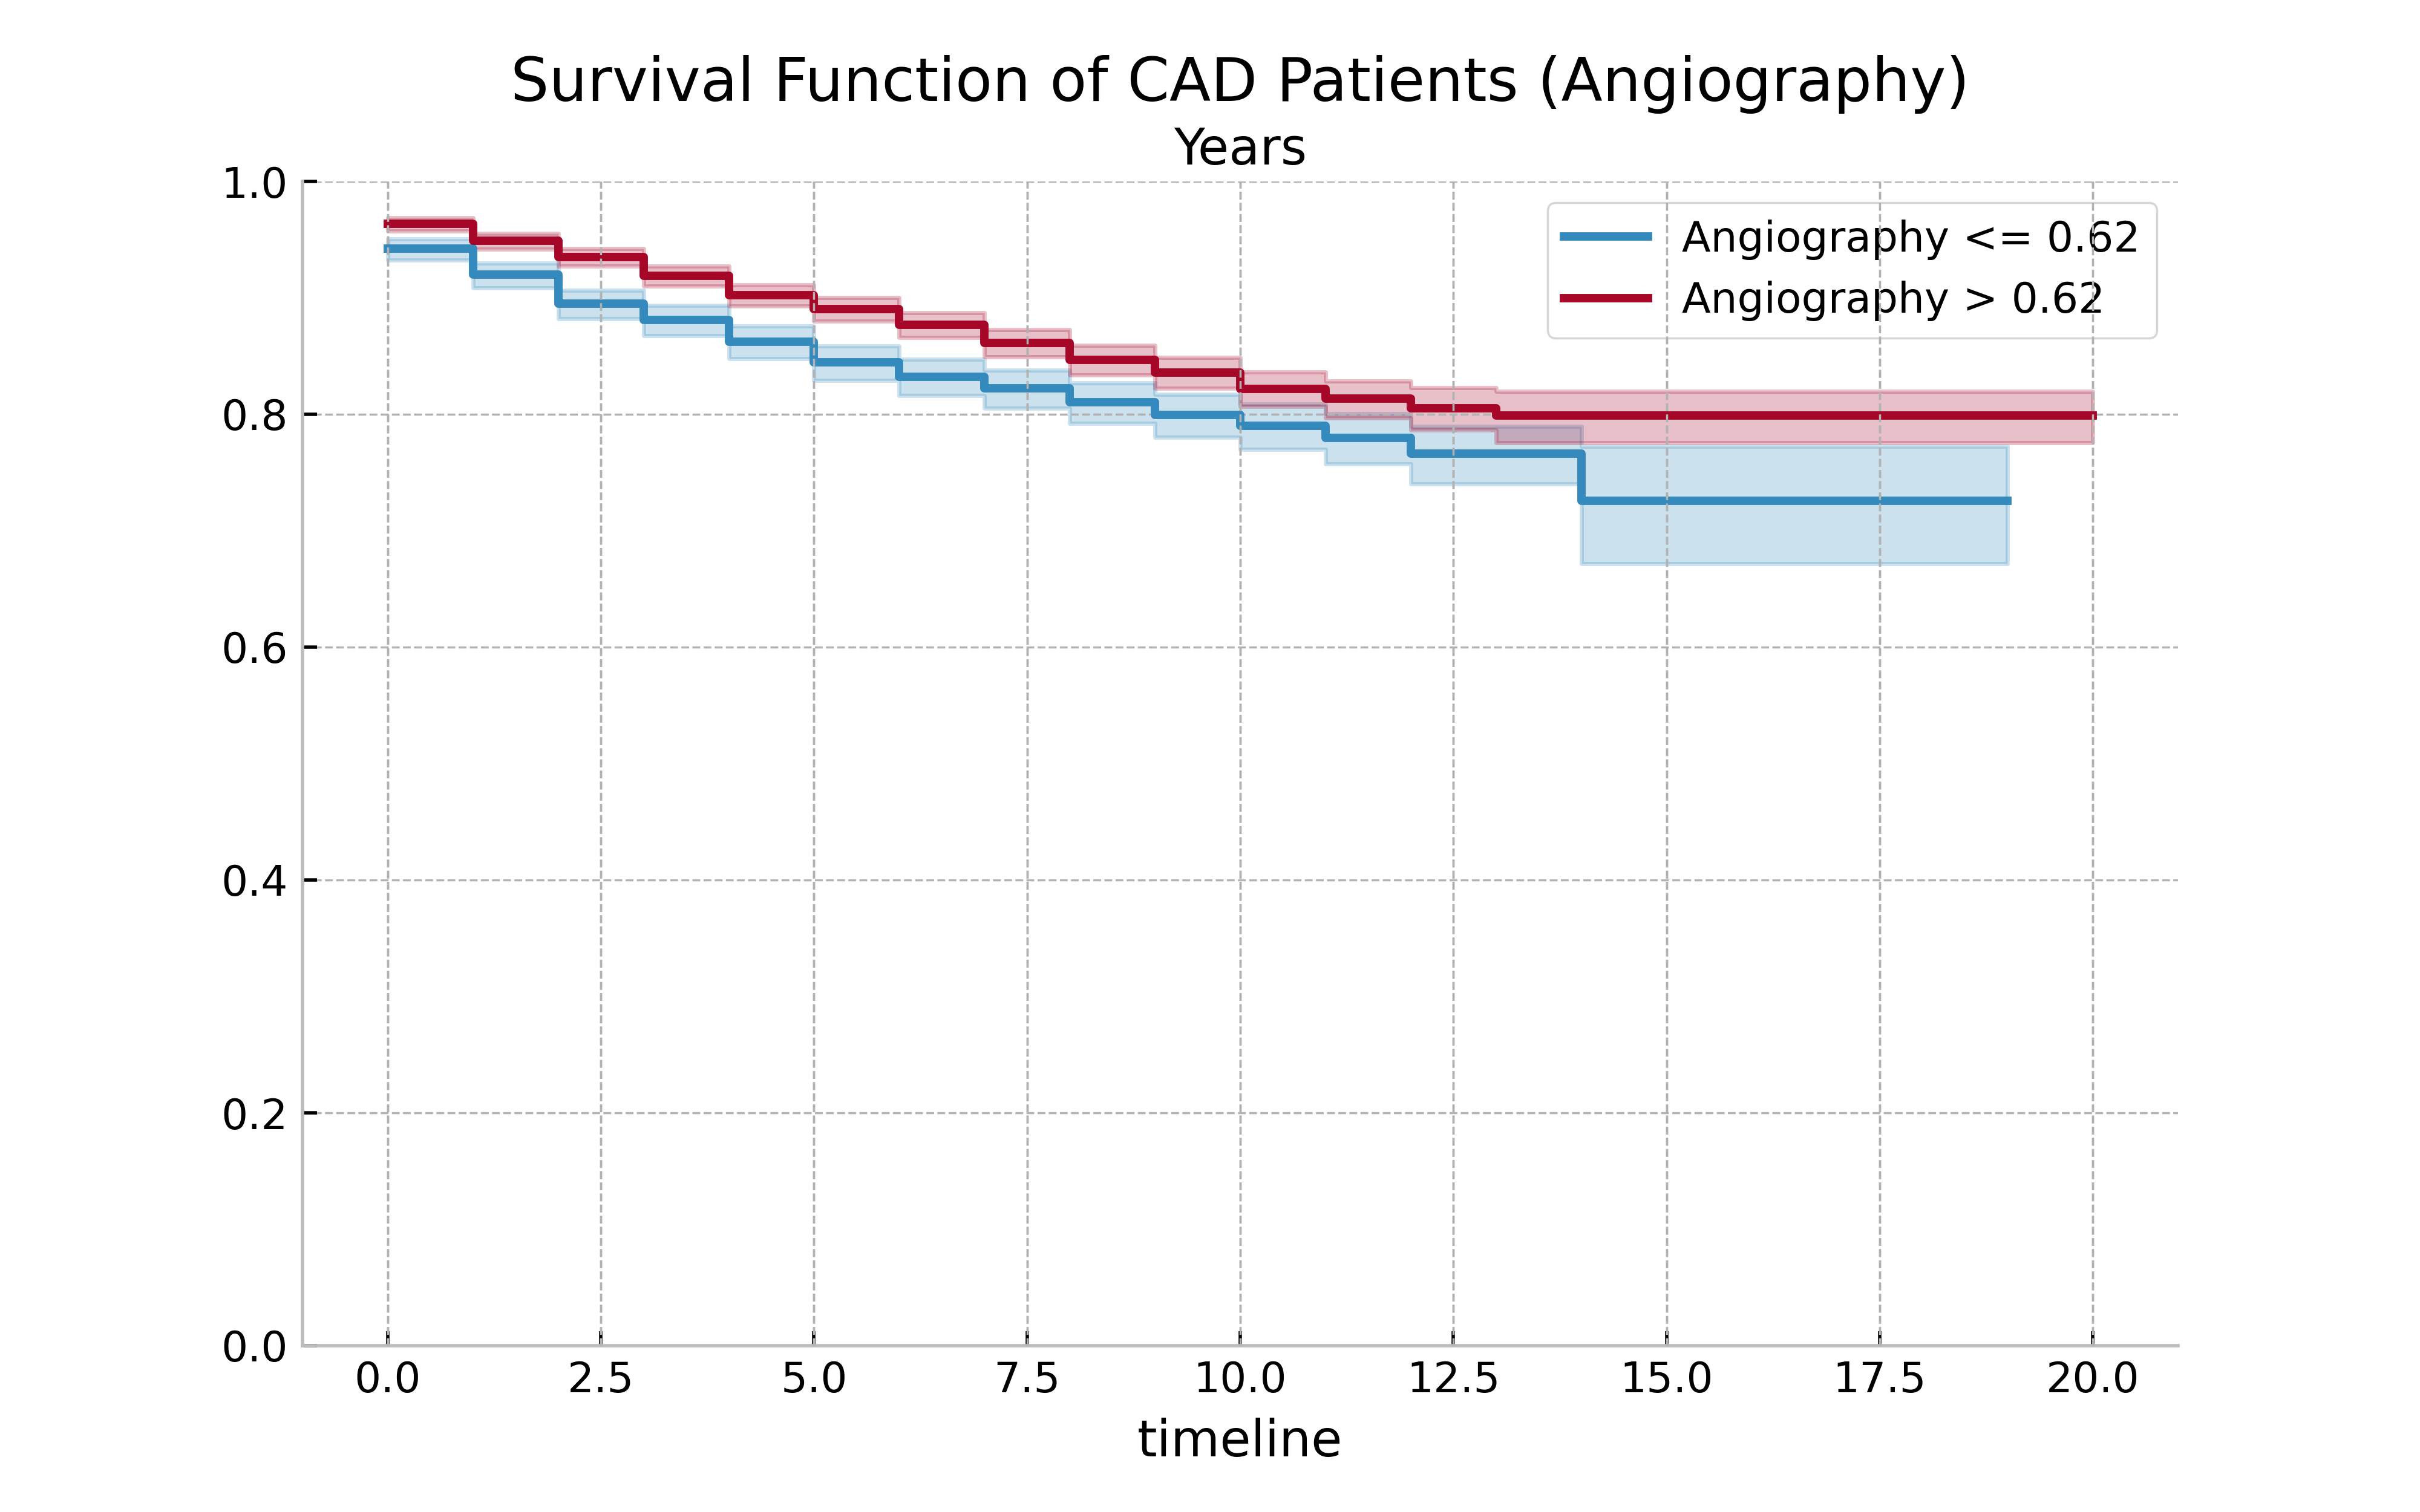 Survival Function of CAD Patients (Angiography)
Years
1.0
0.8
0.6
0.4
0.2
0.0
Angiography <= 0.62
Angiography > 0.62
0.0 2.5 5.0 7.5 10.0 12.5 15.0 17.5 20.0
timeline